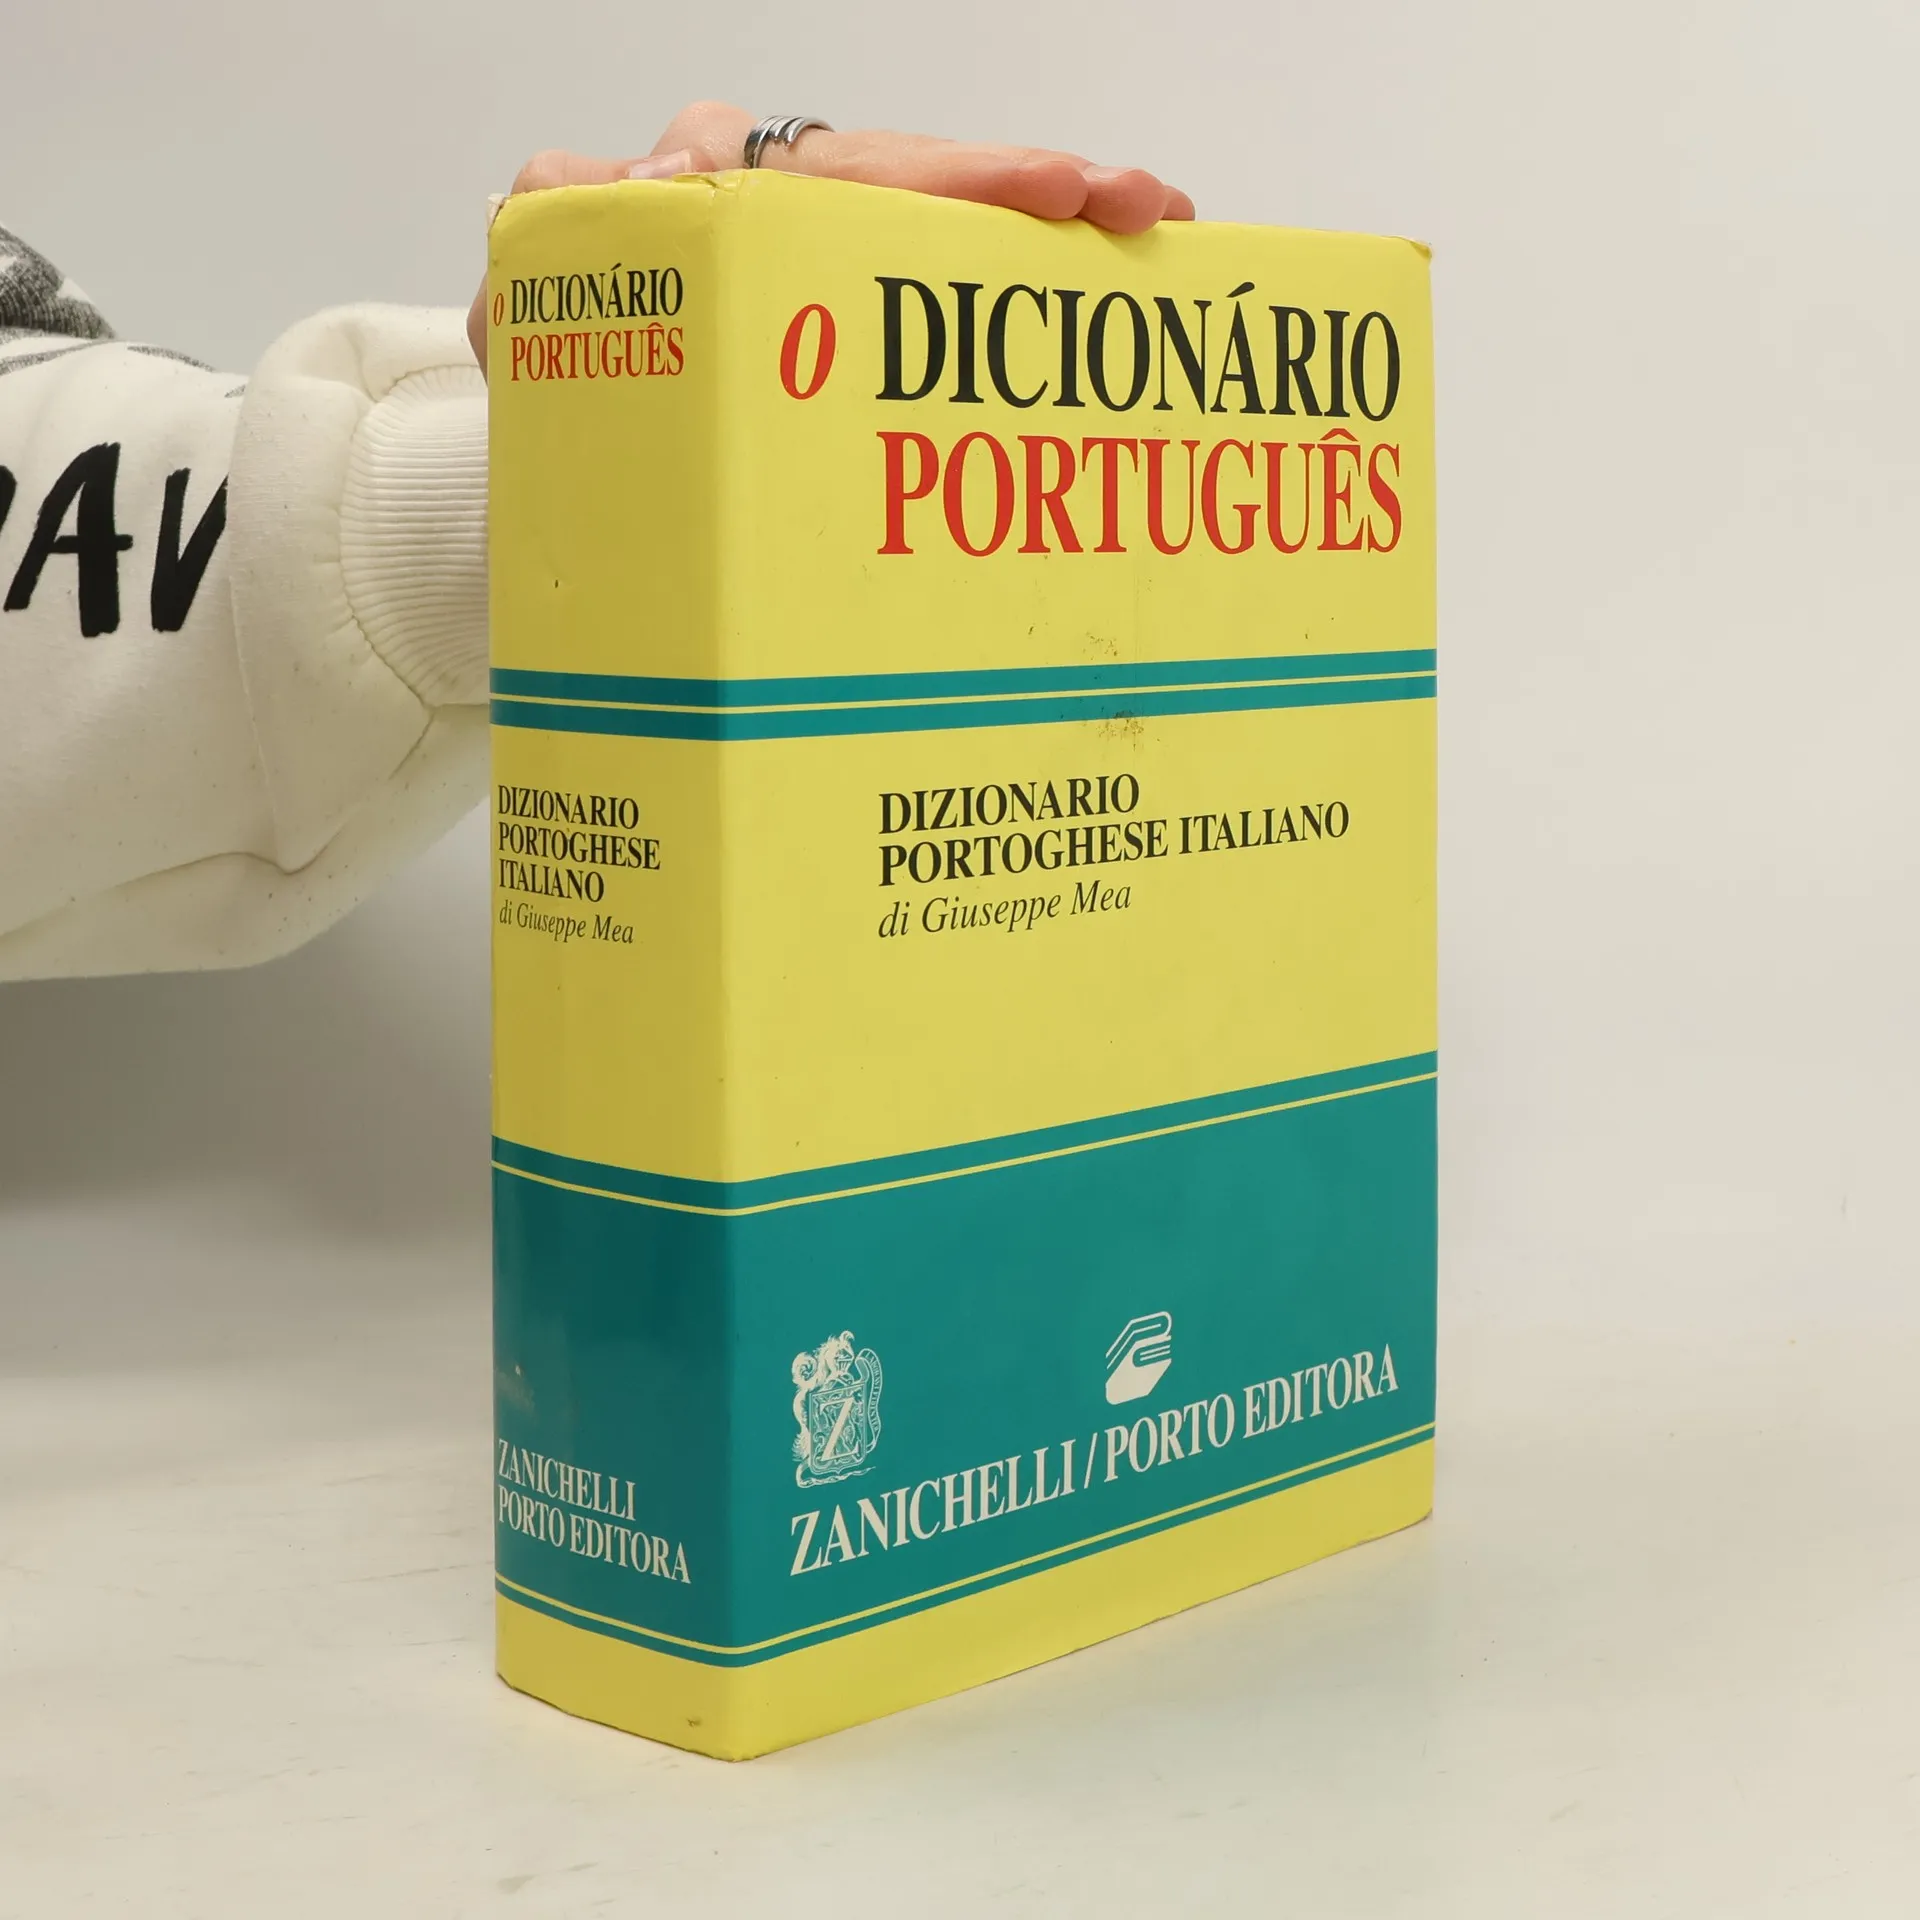 O DICIONÁRIO
PORTUGUÊS
DIZIONARIO
PORTOGHESE
ITALIANO
di Giuseppe Mea
ZANICHELLI
PORTO EDITORA
O DICIONÁRIO
PORTUGUÊS
DIZIONARIO
PORTOGHESE ITALIANO
di Giuseppe Mea
Z
ZANICHELLI / PORTO EDITORA